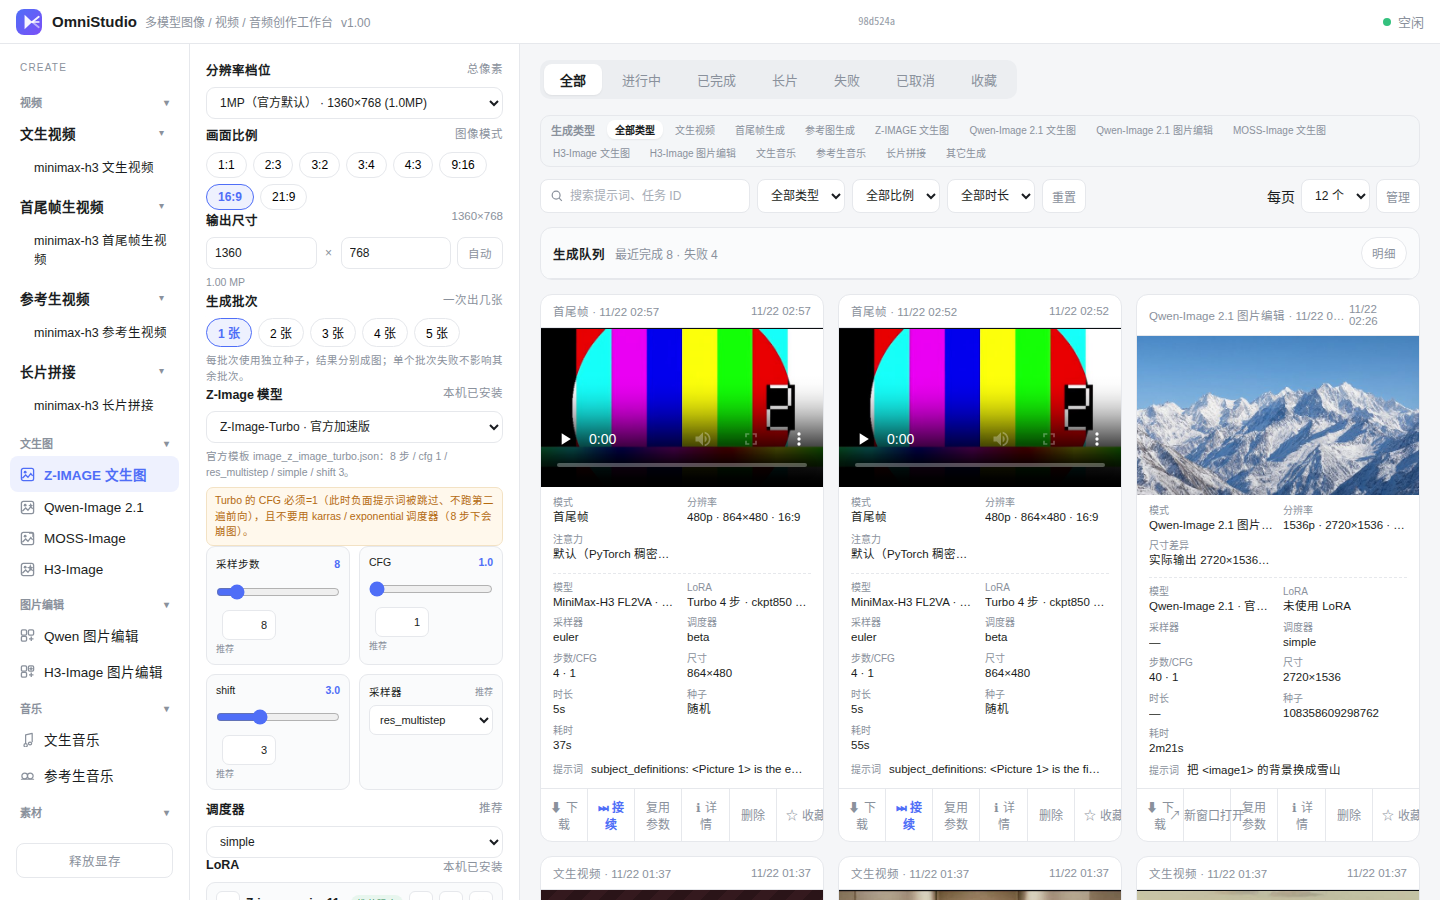 OmniStudio 多模型图像 / 视频 / 音频创作工作台 v1.00
98d524a
空闲
CREATE
视频
文生视频
minimax-h3 文生视频
首尾帧生视频
minimax-h3 首尾帧生视
频
参考生视频
minimax-h3 参考生视频
长片拼接
minimax-h3 长片拼接
文生图
Z-IMAGE 文生图
Qwen-Image 2.1
MOSS-Image
H3-Image
图片编辑
Qwen 图片编辑
H3-Image 图片编辑
音乐
文生音乐
参考生音乐
素材
释放显存
分辨率档位 总像素
1MP（官方默认） · 1360×768 (1.0MP)
画面比例 图像模式
1:1 2:3 3:2 3:4 4:3 9:16
16:9 21:9
输出尺寸 1360×768
1360 × 768 自动
1.00 MP
生成批次 一次出几张
1 张 2 张 3 张 4 张 5 张
每批次使用独立种子，结果分别成图；单个批次失败不影响其
余批次。
Z-Image 模型 本机已安装
Z-Image-Turbo · 官方加速版
官方模板 image_z_image_turbo.json：8 步 / cfg 1 /
res_multistep / simple / shift 3。
Turbo 的 CFG 必须=1（此时负面提示词被跳过、不跑第二
遍前向），且不要用 karras / exponential 调度器（8 步下会
崩图）。
采样步数 8
8
推荐
CFG 1.0
1
推荐
shift 3.0
3
推荐
采样器 推荐
res_multistep
调度器 推荐
simple
LoRA 本机已安装
全部 进行中 已完成 长片 失败 已取消 收藏
生成类型 全部类型 文生视频 首尾帧生成 参考图生成 Z-IMAGE 文生图 Qwen-Image 2.1 文生图 Qwen-Image 2.1 图片编辑 MOSS-Image 文生图
H3-Image 文生图 H3-Image 图片编辑 文生音乐 参考生音乐 长片拼接 其它生成
搜索提示词、任务 ID 全部类型 全部比例 全部时长 重置 每页 12 个 管理
生成队列 最近完成 8 · 失败 4 明细
首尾帧 · 11/22 02:57 11/22 02:57
2
0:00
模式 分辨率
首尾帧 480p · 864×480 · 16:9
注意力
默认（PyTorch 稠密…
模型 LoRA
MiniMax-H3 FL2VA · … Turbo 4 步 · ckpt850 …
采样器 调度器
euler beta
步数/CFG 尺寸
4 · 1 864×480
时长 种子
5s 随机
耗时
37s
提示词 subject_definitions: <Picture 1> is the e…
⬇ 下载 ⏭ 接续 复用参数 ℹ 详情 删除 ☆ 收藏
首尾帧 · 11/22 02:52 11/22 02:52
2
0:00
模式 分辨率
首尾帧 480p · 864×480 · 16:9
注意力
默认（PyTorch 稠密…
模型 LoRA
MiniMax-H3 FL2VA · … Turbo 4 步 · ckpt850 …
采样器 调度器
euler beta
步数/CFG 尺寸
4 · 1 864×480
时长 种子
5s 随机
耗时
55s
提示词 subject_definitions: <Picture 1> is the fi…
⬇ 下载 ⏭ 接续 复用参数 ℹ 详情 删除 ☆ 收藏
Qwen-Image 2.1 图片编辑 · 11/22 0… 11/22
02:26
模式 分辨率
Qwen-Image 2.1 图片… 1536p · 2720×1536 · …
尺寸差异
实际输出 2720×1536…
模型 LoRA
Qwen-Image 2.1 · 官… 未使用 LoRA
采样器 调度器
— simple
步数/CFG 尺寸
40 · 1 2720×1536
时长 种子
— 108358609298762
耗时
2m21s
提示词 把 <image1> 的背景换成雪山
⬇ 下载 ↗ 新窗口打开 复用参数 ℹ 详情 删除 ☆ 收藏
文生视频 · 11/22 01:37 11/22 01:37
文生视频 · 11/22 01:37 11/22 01:37
文生视频 · 11/22 01:37 11/22 01:37